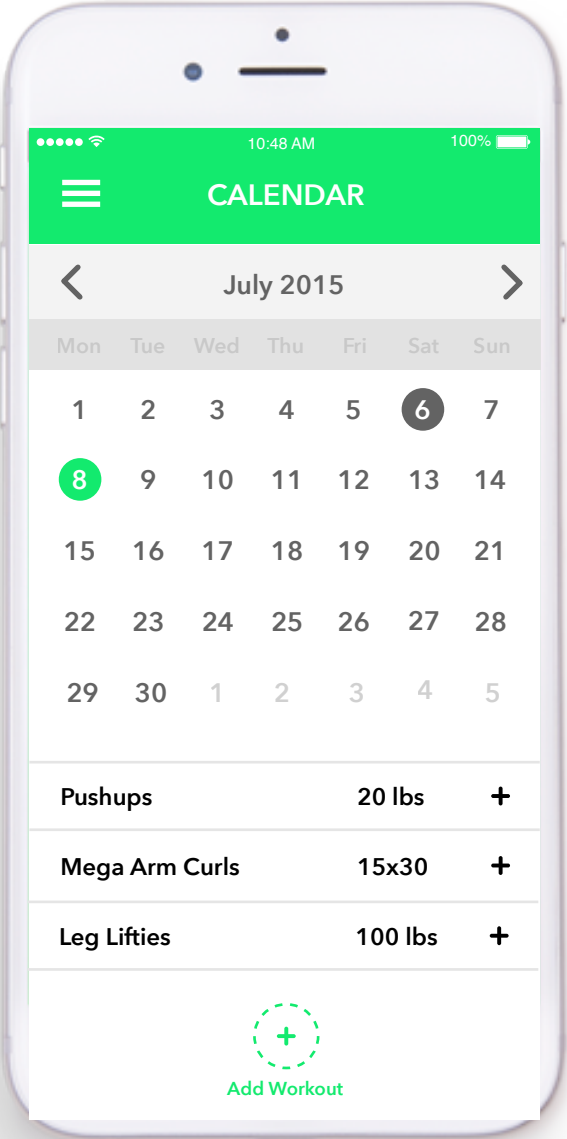 10:48 AM 100%
CALENDAR
July 2015
Mon Tue Wed Thu Fri Sat Sun
1 2 3 4 5 6 7
8 9 10 11 12 13 14
15 16 17 18 19 20 21
22 23 24 25 26 27 28
29 30 1 2 3 4 5
Pushups 20 lbs +
Mega Arm Curls 15x30 +
Leg Lifties 100 lbs +
+
Add Workout